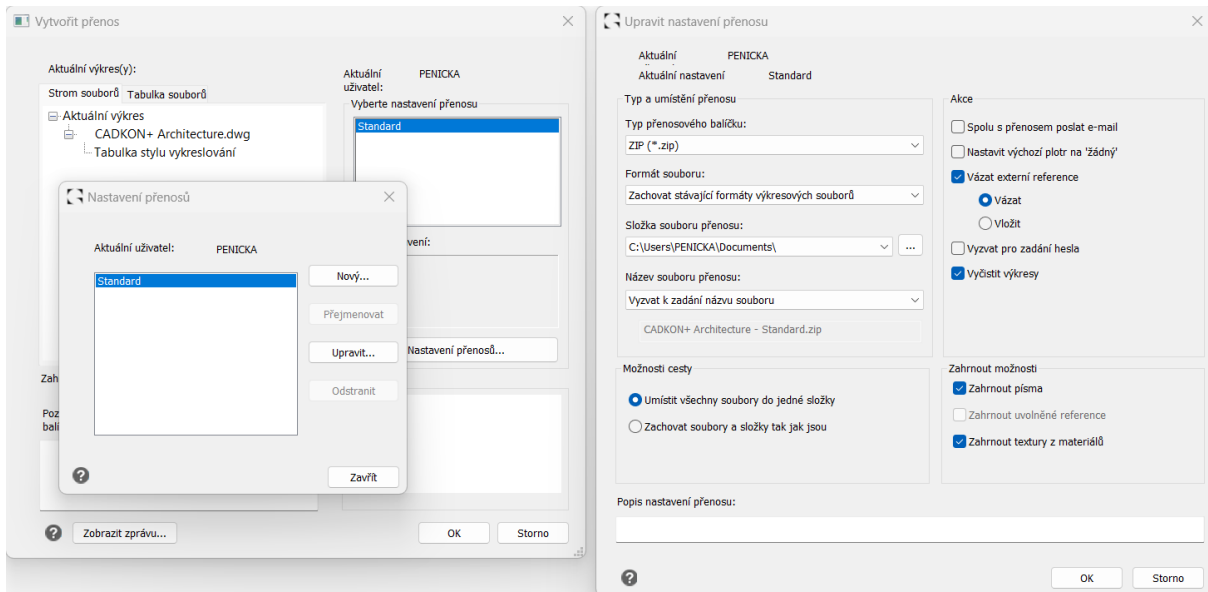 Vytvořit přenos
Aktuální výkres(y):
Strom souborů
Tabulka souborů
Aktuální výkres
CADKON+ Architecture.dwg
Tabulka stylu vykreslování
Aktuální uživatel:
PENICKA
Vyberte nastavení přenosu
Standard
Nastavení přenosů...
Zobrazit zprávu...
OK
Storno
Nastavení přenosů
Aktuální uživatel:
PENICKA
Standard
Nový...
Přejmenovat
Upravit...
Odstranit
Zavřít
Upravit nastavení přenosu
Aktuální
PENICKA
Aktuální nastavení
Standard
Typ a umístění přenosu
Typ přenosového balíčku:
ZIP (*.zip)
Formát souboru:
Zachovat stávající formáty výkresových souborů
Složka souboru přenosu:
C:\Users\PENICKA\Documents\
...
Název souboru přenosu:
Vyzvat k zadání názvu souboru
CADKON+ Architecture - Standard.zip
Akce
Spolu s přenosem poslat e-mail
Nastavit výchozí plotr na 'žádný'
Vázat externí reference
Vázat
Vložit
Vyzvat pro zadání hesla
Vyčistit výkresy
Možnosti cesty
Umístit všechny soubory do jedné složky
Zachovat soubory a složky tak jak jsou
Zahrnout možnosti
Zahrnout písma
Zahrnout uvolněné reference
Zahrnout textury z materiálů
Popis nastavení přenosu:
OK
Storno